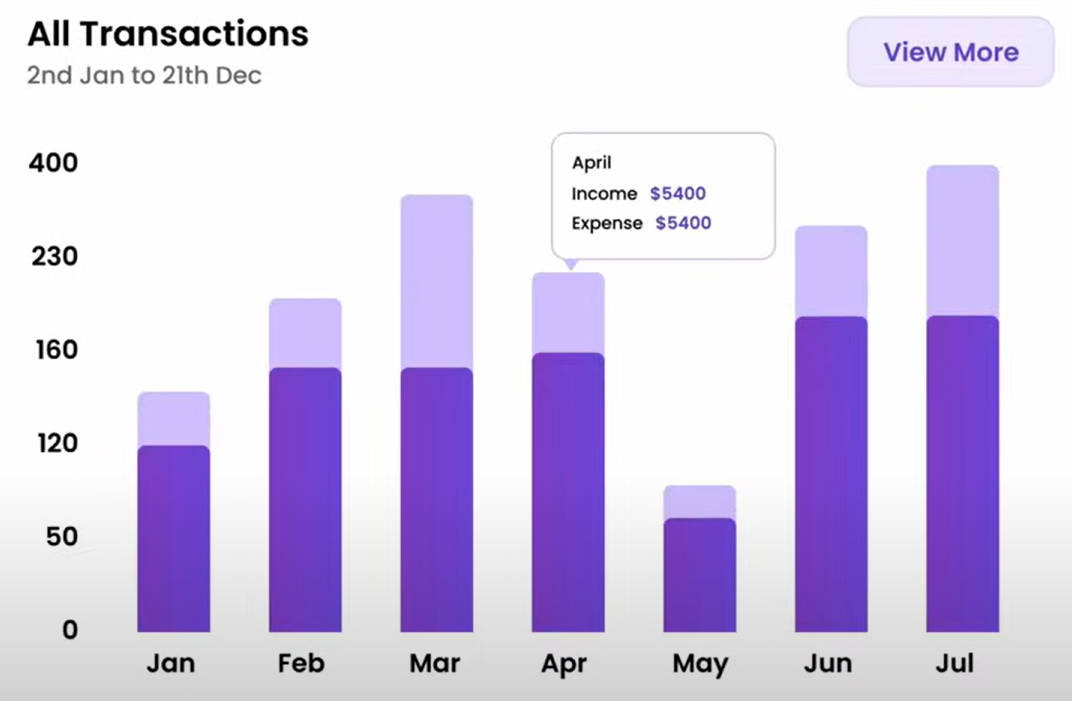 All Transactions
2nd Jan to 21th Dec
View More
400
230
160
120
50
0
April
Income $5400
Expense $5400
Jan Feb Mar Apr May Jun Jul